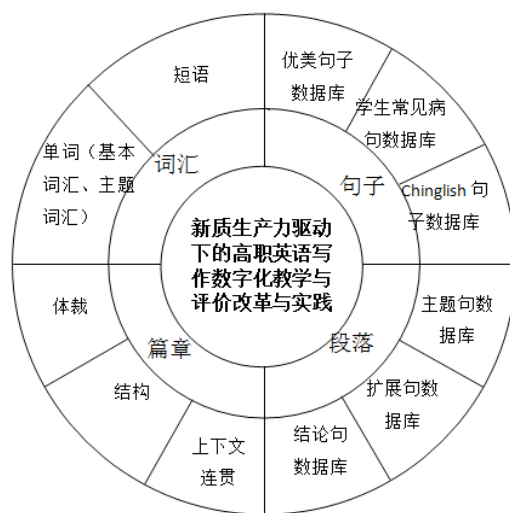 短语
优美句子
数据库
学生常见病
句数据库
单词（基本
词汇、主题
词汇）
词汇
句子
Chinglish 句
子数据库
新质生产力驱动
下的高职英语写
作数字化教学与
评价改革与实践
体裁
主题句数
据库
篇章
段落
结构
扩展句数
据库
上下文
连贯
结论句
数据库